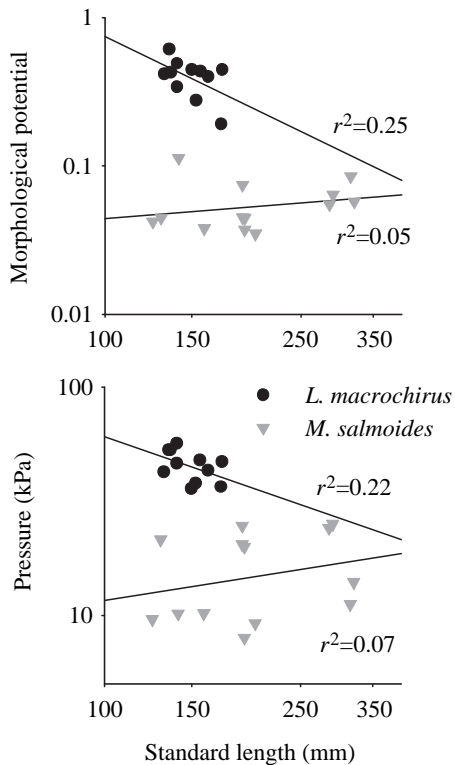 Morphological potential
1
0.1
0.01
r²=0.25
r²=0.05
100 150 250 350
Pressure (kPa)
100
10
L. macrochirus
M. salmoides
r²=0.22
r²=0.07
100 150 250 350
Standard length (mm)